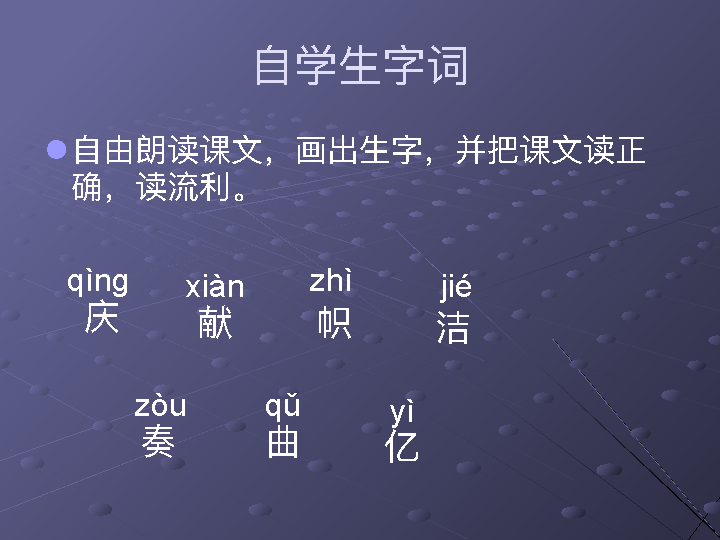 自学生字词
自由朗读课文，画出生字，并把课文读正
确，读流利。
qìng xiàn zhì jié
庆 献 帜 洁
zòu qǔ yì
奏 曲 亿